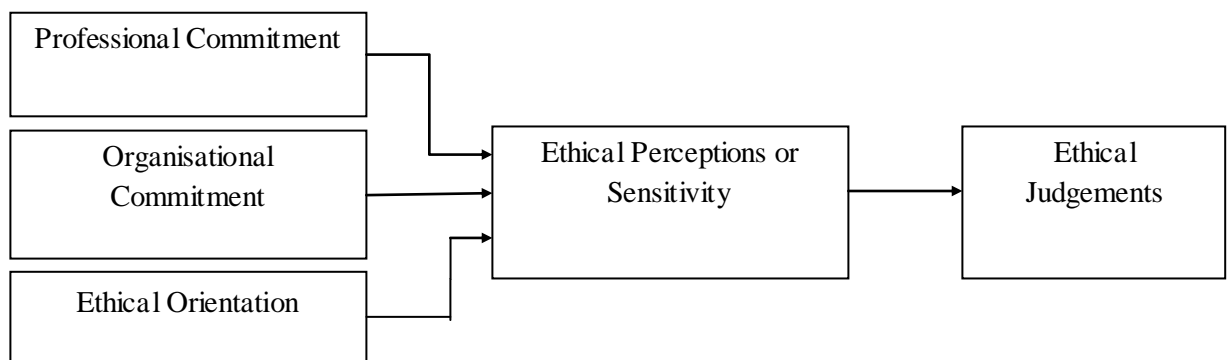 Professional Commitment
Organisational
Commitment
Ethical Orientation
Ethical Perceptions or
Sensitivity
Ethical
Judgements